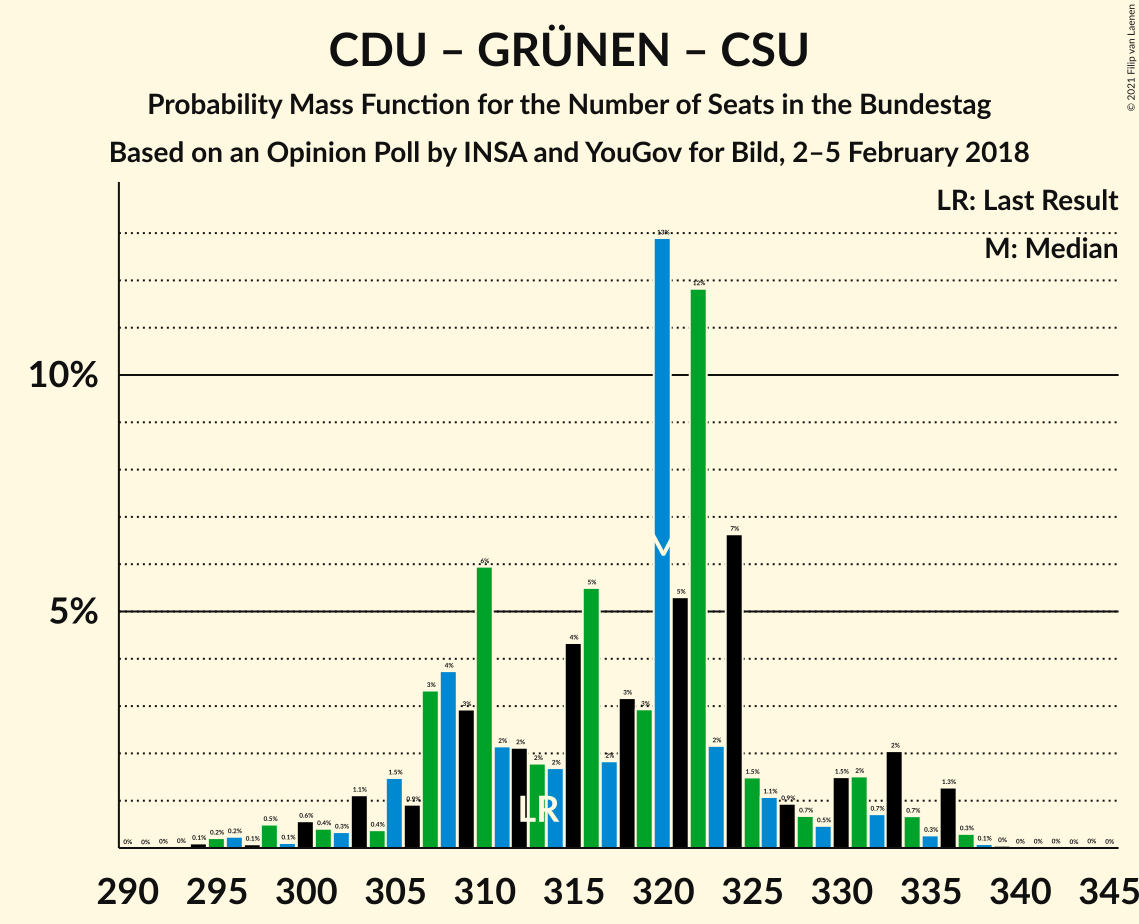 CDU – GRÜNEN – CSU
Probability Mass Function for the Number of Seats in the Bundestag
Based on an Opinion Poll by INSA and YouGov for Bild, 2–5 February 2018
© 2021 Filip van Laenen
LR: Last Result
M: Median
10%
5%
0% 0% 0% 0% 0.1% 0.2% 0.2% 0.1% 0.5% 0.1% 0.6% 0.4% 0.3% 1.1% 0.4% 1.5% 0.9% 3% 4% 3% 6% 2% 2% 2% 2% 4% 5% 2% 3% 3% 13% 5% 12% 2% 7% 1.5% 1.1% 0.9% 0.7% 0.5% 1.5% 2% 0.7% 2% 0.7% 0.3% 1.3% 0.3% 0.1% 0% 0% 0% 0% 0% 0% 0%
M
LR
290 295 300 305 310 315 320 325 330 335 340 345